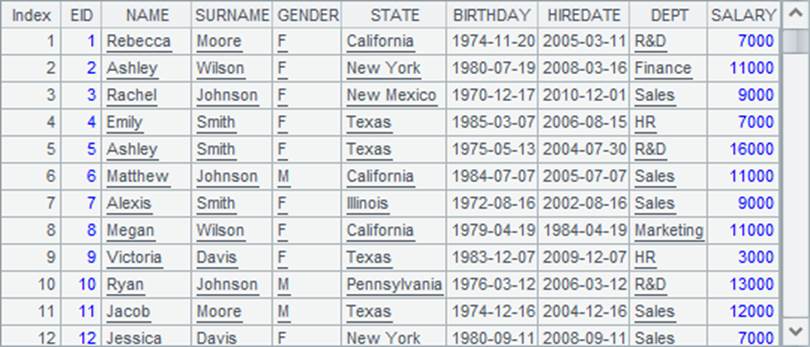 Index EID NAME SURNAME GENDER STATE BIRTHDAY HIREDATE DEPT SALARY
1 1 Rebecca Moore F California 1974-11-20 2005-03-11 R&D 7000
2 2 Ashley Wilson F New York 1980-07-19 2008-03-16 Finance 11000
3 3 Rachel Johnson F New Mexico 1970-12-17 2010-12-01 Sales 9000
4 4 Emily Smith F Texas 1985-03-07 2006-08-15 HR 7000
5 5 Ashley Smith F Texas 1975-05-13 2004-07-30 R&D 16000
6 6 Matthew Johnson M California 1984-07-07 2005-07-07 Sales 11000
7 7 Alexis Smith F Illinois 1972-08-16 2002-08-16 Sales 9000
8 8 Megan Wilson F California 1979-04-19 1984-04-19 Marketing 11000
9 9 Victoria Davis F Texas 1983-12-07 2009-12-07 HR 3000
10 10 Ryan Johnson M Pennsylvania 1976-03-12 2006-03-12 R&D 13000
11 11 Jacob Moore M Texas 1974-12-16 2004-12-16 Sales 12000
12 12 Jessica Davis F New York 1980-09-11 2008-09-11 Sales 7000